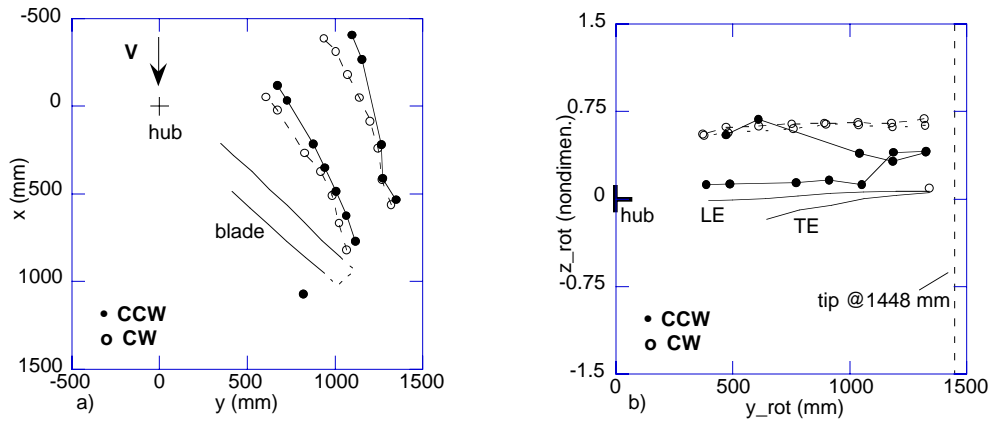 -500
0
500
1000
1500
x (mm)
V
hub
blade
CCW
CW
-500
0
500
1000
1500
a)
y (mm)
1.5
0.75
0
-0.75
-1.5
z_rot (nondimen.)
hub
LE
TE
tip @1448 mm
CCW
CW
0
500
1000
1500
b)
y_rot (mm)